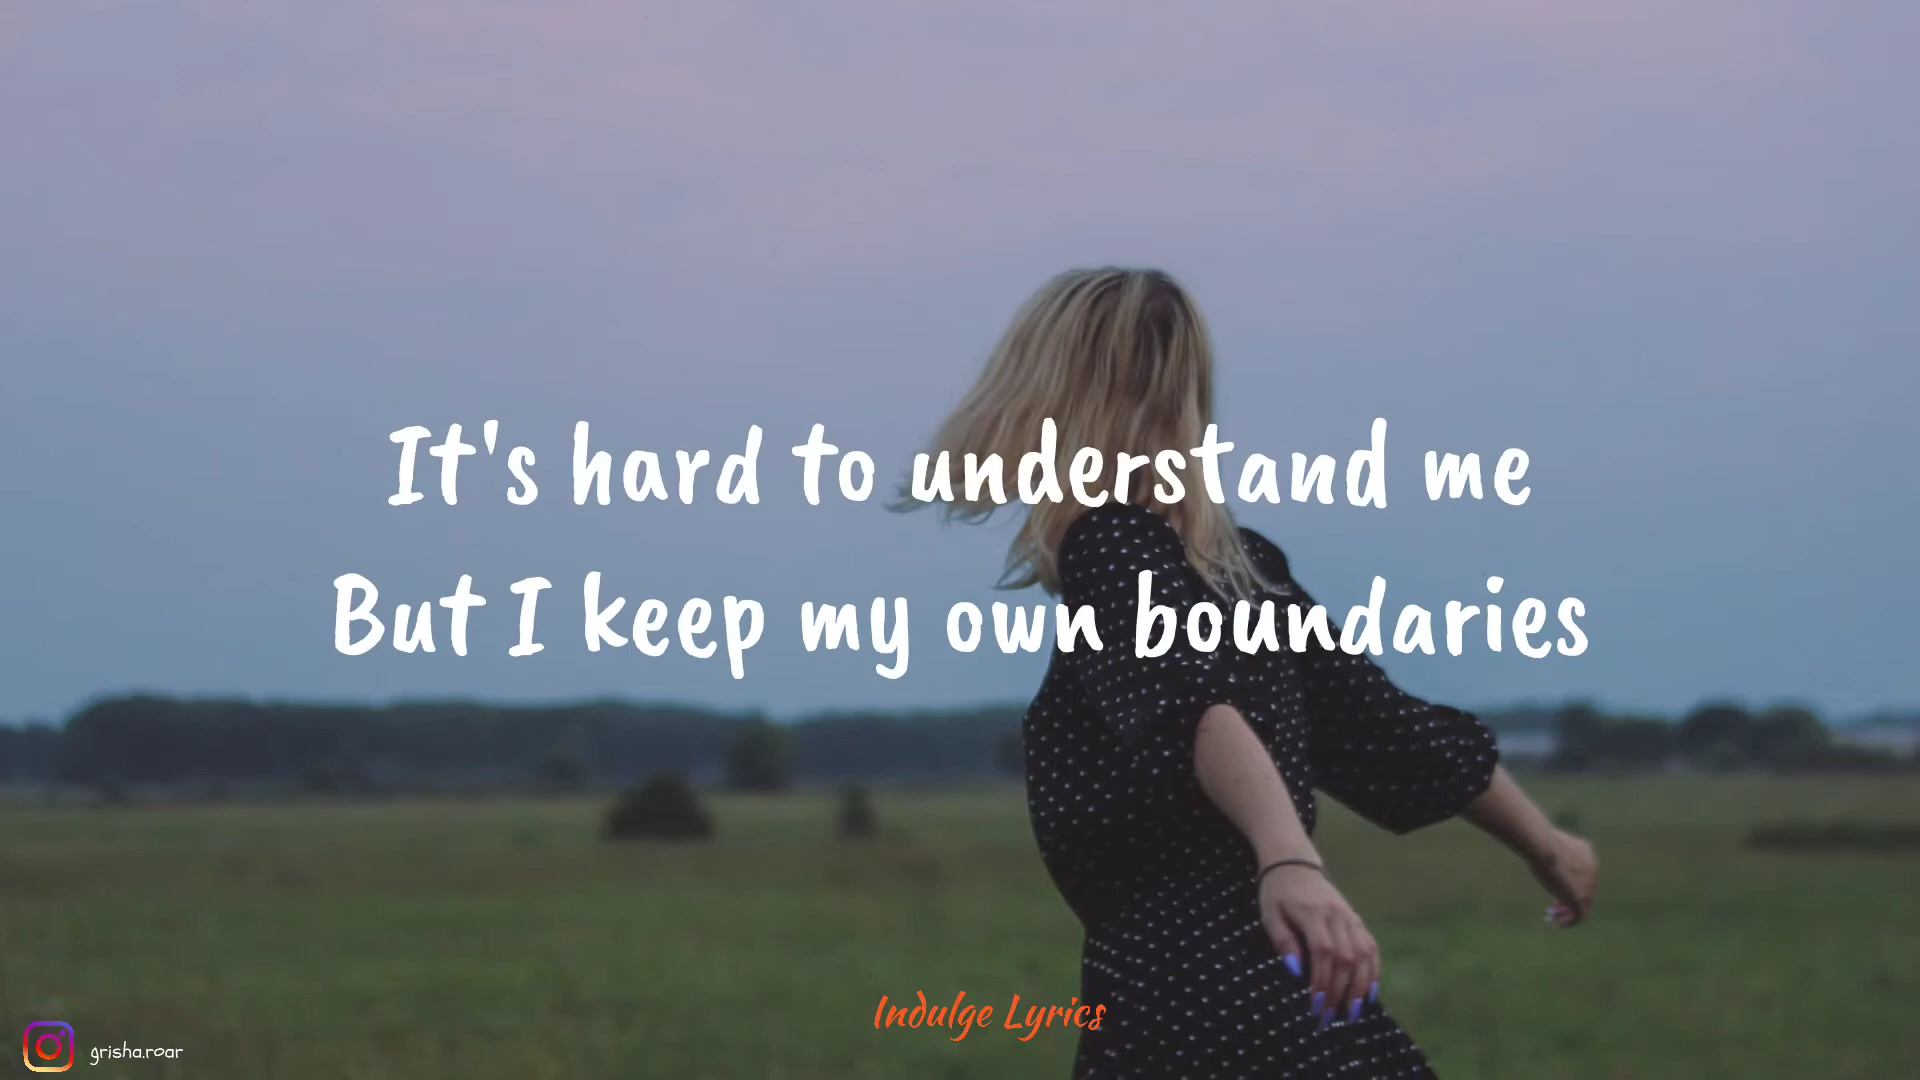 It's hard to understand me
But I keep my own boundaries
Indulge Lyrics
grisha.roar